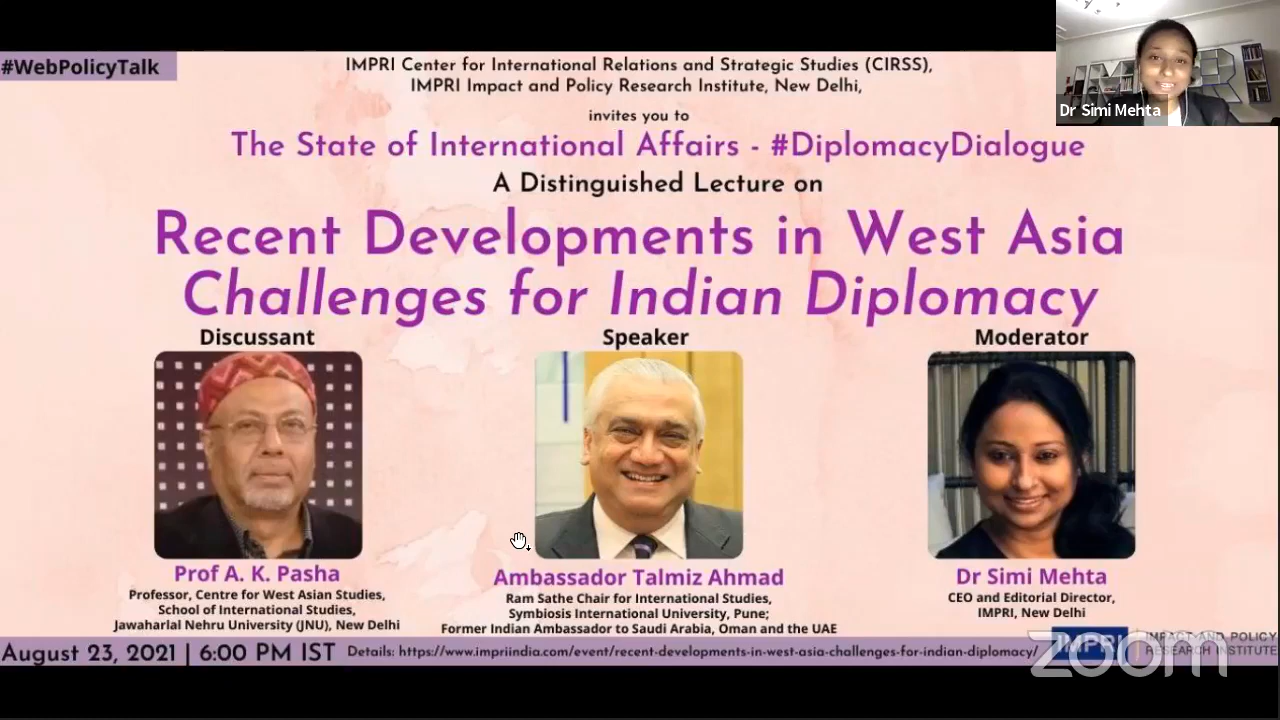 #WebPolicyTalk
IMPRI Center for International Relations and Strategic Studies (CIRSS),
IMPRI Impact and Policy Research Institute, New Delhi,
invites you to
The State of International Affairs - #DiplomacyDialogue
A Distinguished Lecture on
Recent Developments in West Asia
Challenges for Indian Diplomacy
Dr Simi Mehta
Discussant
Prof A. K. Pasha
Professor, Centre for West Asian Studies,
School of International Studies,
Jawaharlal Nehru University (JNU), New Delhi
Speaker
Ambassador Talmiz Ahmad
Ram Sathe Chair for International Studies,
Symbiosis International University, Pune;
Former Indian Ambassador to Saudi Arabia, Oman and the UAE
Moderator
Dr Simi Mehta
CEO and Editorial Director,
IMPRI, New Delhi
August 23, 2021 | 6:00 PM IST
Details: https://www.impriindia.com/event/recent-developments-in-west-asia-challenges-for-indian-diplomacy/
IMPRI
IMPACT AND POLICY
RESEARCH INSTITUTE
zoom